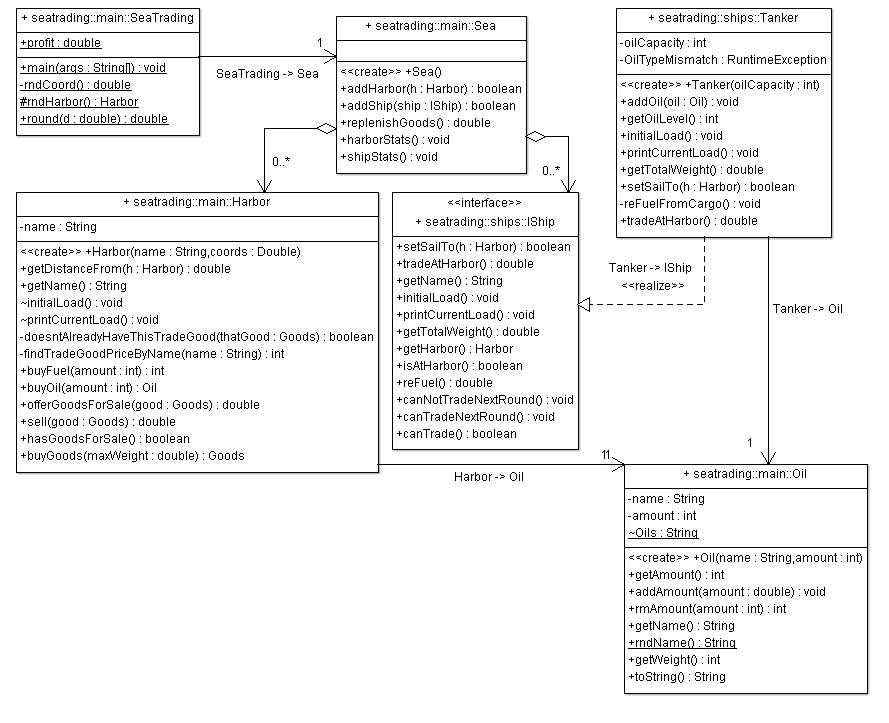 + seatrading::main::SeaTrading
+profit : double
+main(args : String[]) : void
-rndCoord() : double
#rndHarbor() : Harbor
+round(d : double) : double
1
SeaTrading -> Sea
+ seatrading::main::Sea
<<create>> +Sea()
+addHarbor(h : Harbor) : boolean
+addShip(ship : IShip) : boolean
+replenishGoods() : double
+harborStats() : void
+shipStats() : void
+ seatrading::ships::Tanker
-oilCapacity : int
-OilTypeMismatch : RuntimeException
<<create>> +Tanker(oilCapacity : int)
+addOil(oil : Oil) : void
+getOilLevel() : int
+initialLoad() : void
+printCurrentLoad() : void
+getTotalWeight() : double
+setSailTo(h : Harbor) : boolean
-reFuelFromCargo() : void
+tradeAtHarbor() : double
0..*
0..*
+ seatrading::main::Harbor
-name : String
<<create>> +Harbor(name : String,coords : Double)
+getDistanceFrom(h : Harbor) : double
+getName() : String
~initialLoad() : void
~printCurrentLoad() : void
-doesntAlreadyHaveThisTradeGood(thatGood : Goods) : boolean
-findTradeGoodPriceByName(name : String) : int
+buyFuel(amount : int) : int
+buyOil(amount : int) : Oil
+offerGoodsForSale(good : Goods) : double
+sell(good : Goods) : double
+hasGoodsForSale() : boolean
+buyGoods(maxWeight : double) : Goods
<<interface>>
+ seatrading::ships::IShip
+setSailTo(h : Harbor) : boolean
+tradeAtHarbor() : double
+getName() : String
+initialLoad() : void
+printCurrentLoad() : void
+getTotalWeight() : double
+getHarbor() : Harbor
+isAtHarbor() : boolean
+reFuel() : double
+canNotTradeNextRound() : void
+canTradeNextRound() : void
+canTrade() : boolean
Tanker -> IShip
<<realize>>
Tanker -> Oil
1
11
Harbor -> Oil
+ seatrading::main::Oil
-name : String
-amount : int
~Oils : String
<<create>> +Oil(name : String,amount : int)
+getAmount() : int
+addAmount(amount : double) : void
+rmAmount(amount : int) : int
+getName() : String
+rndName() : String
+getWeight() : int
+toString() : String